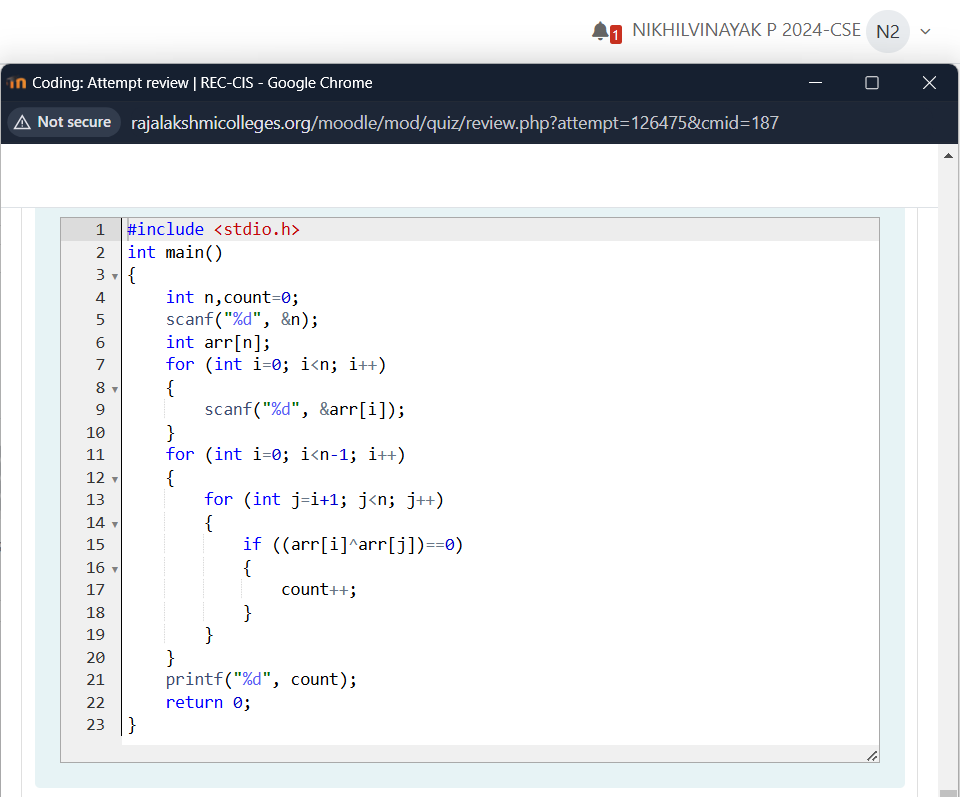 1 NIKHILVINAYAK P 2024-CSE N2
Coding: Attempt review | REC-CIS - Google Chrome
Not secure rajalakshmicolleges.org/moodle/mod/quiz/review.php?attempt=126475&cmid=187
1 #include <stdio.h>
2 int main()
3 {
4     int n,count=0;
5     scanf("%d", &n);
6     int arr[n];
7     for (int i=0; i<n; i++)
8     {
9         scanf("%d", &arr[i]);
10     }
11     for (int i=0; i<n-1; i++)
12     {
13         for (int j=i+1; j<n; j++)
14         {
15             if ((arr[i]^arr[j])==0)
16             {
17                 count++;
18             }
19         }
20     }
21     printf("%d", count);
22     return 0;
23 }